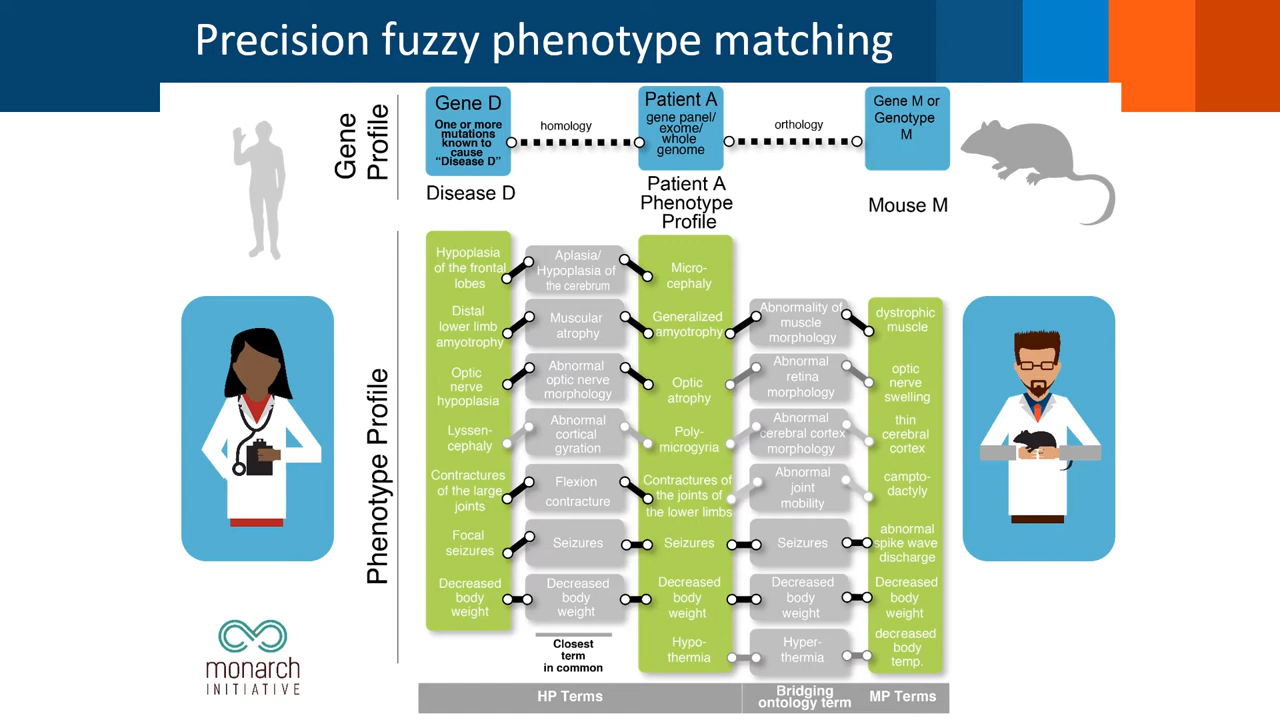 Precision fuzzy phenotype matching
Gene
Profile
Gene D
One or more
mutations
known to
cause
“Disease D”
homology
Patient A
gene panel/
exome/
whole
genome
orthology
Gene M or
Genotype
M
Disease D
Patient A
Phenotype
Profile
Mouse M
Phenotype Profile
Hypoplasia
of the frontal
lobes
Aplasia/
Hypoplasia of
the cerebrum
Micro-
cephaly
Distal
lower limb
amyotrophy
Muscular
atrophy
Generalized
amyotrophy
Abnormality of
muscle
morphology
dystrophic
muscle
Optic
nerve
hypoplasia
Abnormal
optic nerve
morphology
Optic
atrophy
Abnormal
retina
morphology
optic
nerve
swelling
Lyssen-
cephaly
Abnormal
cortical
gyration
Poly-
microgyria
Abnormal
cerebral cortex
morphology
thin
cerebral
cortex
Contractures
of the large
joints
Flexion
contracture
Contractures of
the joints of
the lower limbs
Abnormal
joint
mobility
campto-
dactyly
Focal
seizures
Seizures
Seizures
Seizures
abnormal
spike wave
discharge
Decreased
body
weight
Decreased
body
weight
Decreased
body
weight
Decreased
body
weight
Decreased
body
weight
Closest
term
in common
Hypo-
thermia
Hyper-
thermia
decreased
body
temp.
HP Terms
Bridging
ontology term
MP Terms
monarch
INITIATIVE